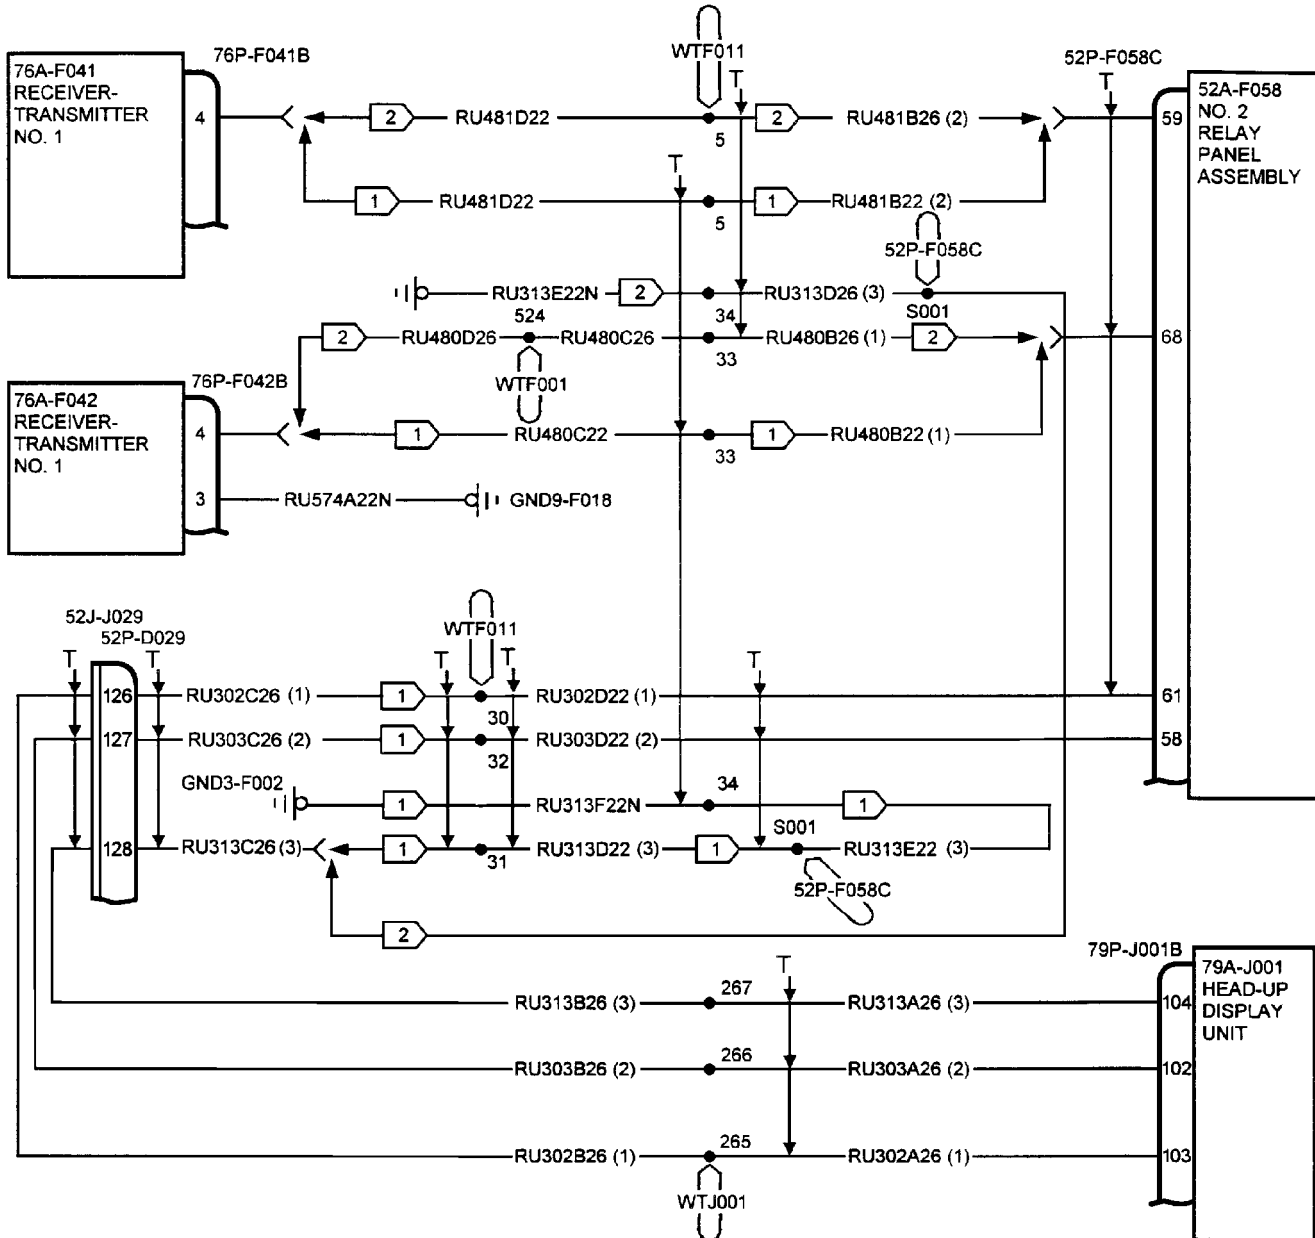 WTF011
76P-F041B
52P-F058C
76A-F041
RECEIVER-
TRANSMITTER
NO. 1
T
T
52A-F058
NO. 2
RELAY
PANEL
ASSEMBLY
4
2
RU481D22
5
2
RU481B26 (2)
59
T
1
RU481D22
5
1
RU481B22 (2)
52P-F058C
RU313E22N
2
34
RU313D26 (3)
S001
524
2
RU480D26
RU480C26
33
RU480B26 (1)
2
68
WTF001
76P-F042B
76A-F042
RECEIVER-
TRANSMITTER
NO. 1
4
1
RU480C22
33
1
RU480B22 (1)
3
RU574A22N
GND9-F018
52J-J029
52P-D029
WTF011
T
T
T
T
T
126
RU302C26 (1)
1
30
RU302D22 (1)
61
127
RU303C26 (2)
1
32
RU303D22 (2)
58
GND3-F002
1
RU313F22N
34
1
128
RU313C26 (3)
1
31
RU313D22 (3)
1
S001
RU313E22 (3)
52P-F058C
2
79P-J001B
79A-J001
HEAD-UP
DISPLAY
UNIT
T
RU313B26 (3)
267
RU313A26 (3)
104
RU303B26 (2)
266
RU303A26 (2)
102
RU302B26 (1)
265
RU302A26 (1)
103
WTJ001